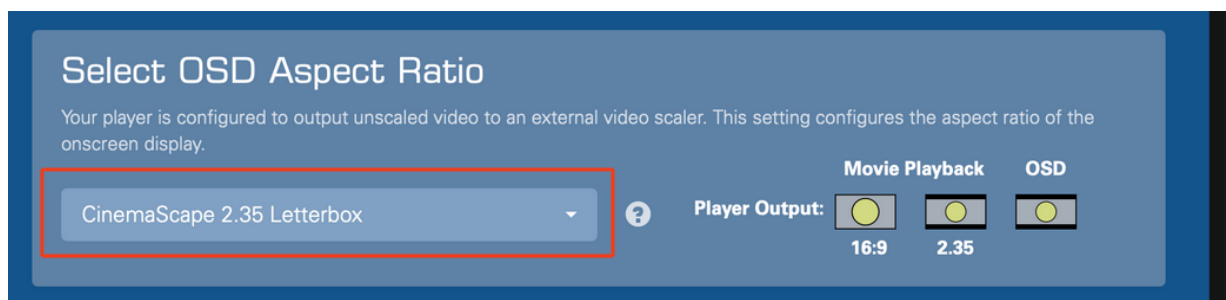 Select OSD Aspect Ratio
Your player is configured to output unscaled video to an external video scaler. This setting configures the aspect ratio of the
onscreen display.
Movie Playback OSD
CinemaScape 2.35 Letterbox
?
Player Output:
16:9 2.35